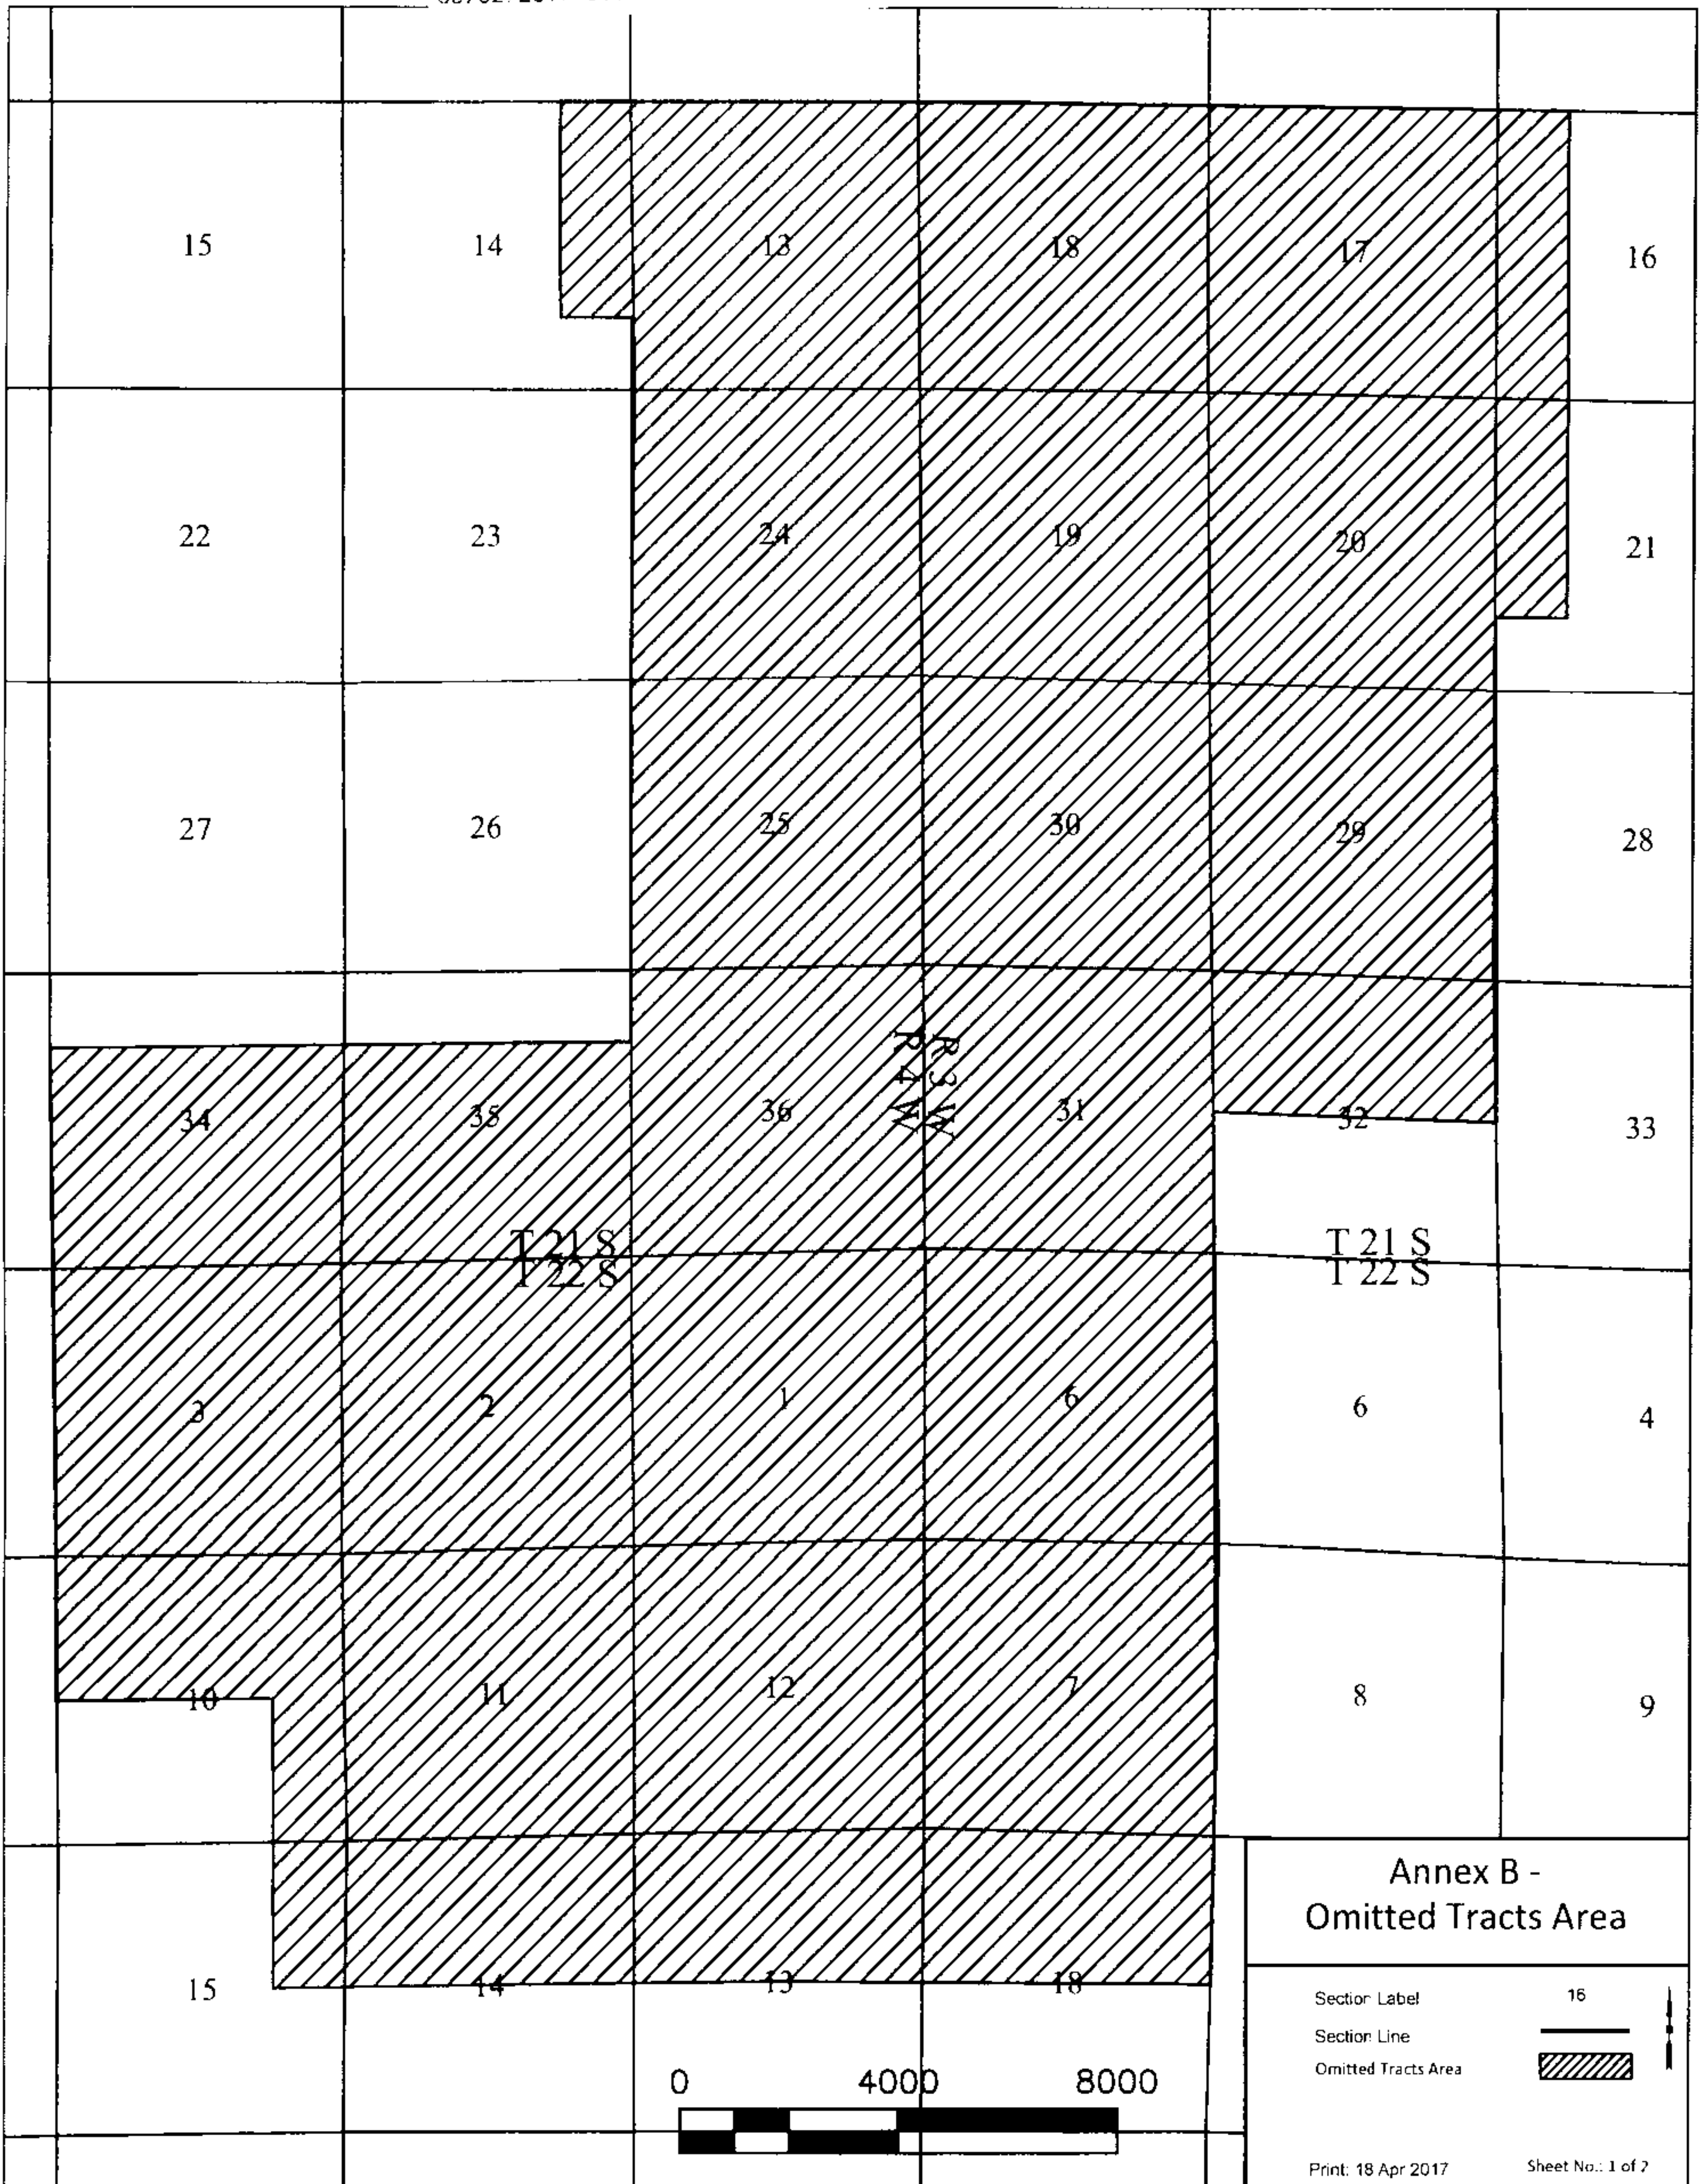 15 14 13 18 17 16
22 23 24 19 20 21
27 26 25 30 29 28
R 4 W
R 3 W
34 35 36 31 32 33
T 21 S T 21 S
T 22 S T 22 S
3 2 1 6 6 4
10 11 12 7 8 9
15 14 13 18
0 4000 8000
Annex B -
Omitted Tracts Area
Section Label 16
Section Line
Omitted Tracts Area
Print: 18 Apr 2017 Sheet No.: 1 of 2